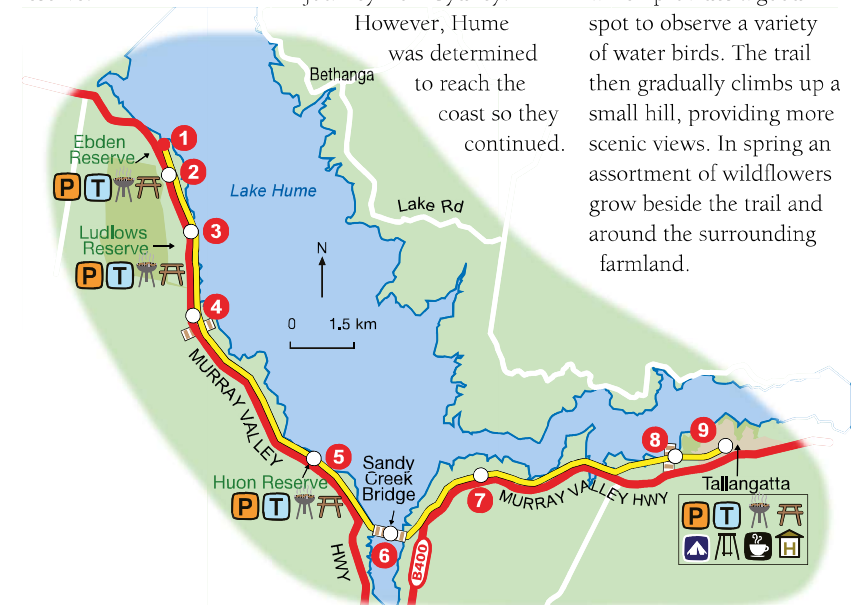 However, Hume
was determined
to reach the
coast so they
continued.
spot to observe a variety
of water birds. The trail
then gradually climbs up a
small hill, providing more
scenic views. In spring an
assortment of wildflowers
grow beside the trail and
around the surrounding
farmland.
Bethanga
1
Ebden
Reserve
2
P T
Lake Hume
Lake Rd
3
Ludlows
Reserve
P T
N
4
0 1.5 km
MURRAY VALLEY
5
Huon Reserve
P T
Sandy
Creek
Bridge
6
HWY
B400
7
MURRAY VALLEY HWY
8
9
Tallangatta
P T
H